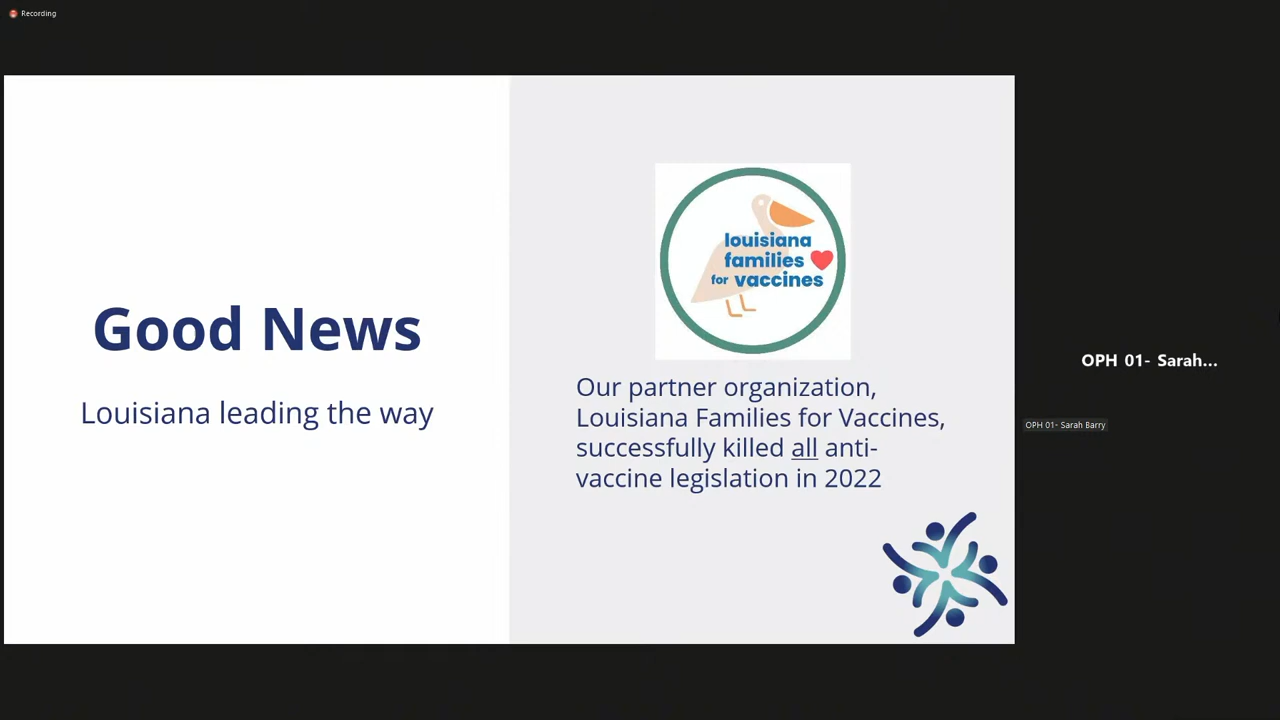 Recording
Good News
Louisiana leading the way
louisiana
families
for vaccines
Our partner organization,
Louisiana Families for Vaccines,
successfully killed all anti-
vaccine legislation in 2022
OPH 01- Sarah...
OPH 01- Sarah Barry